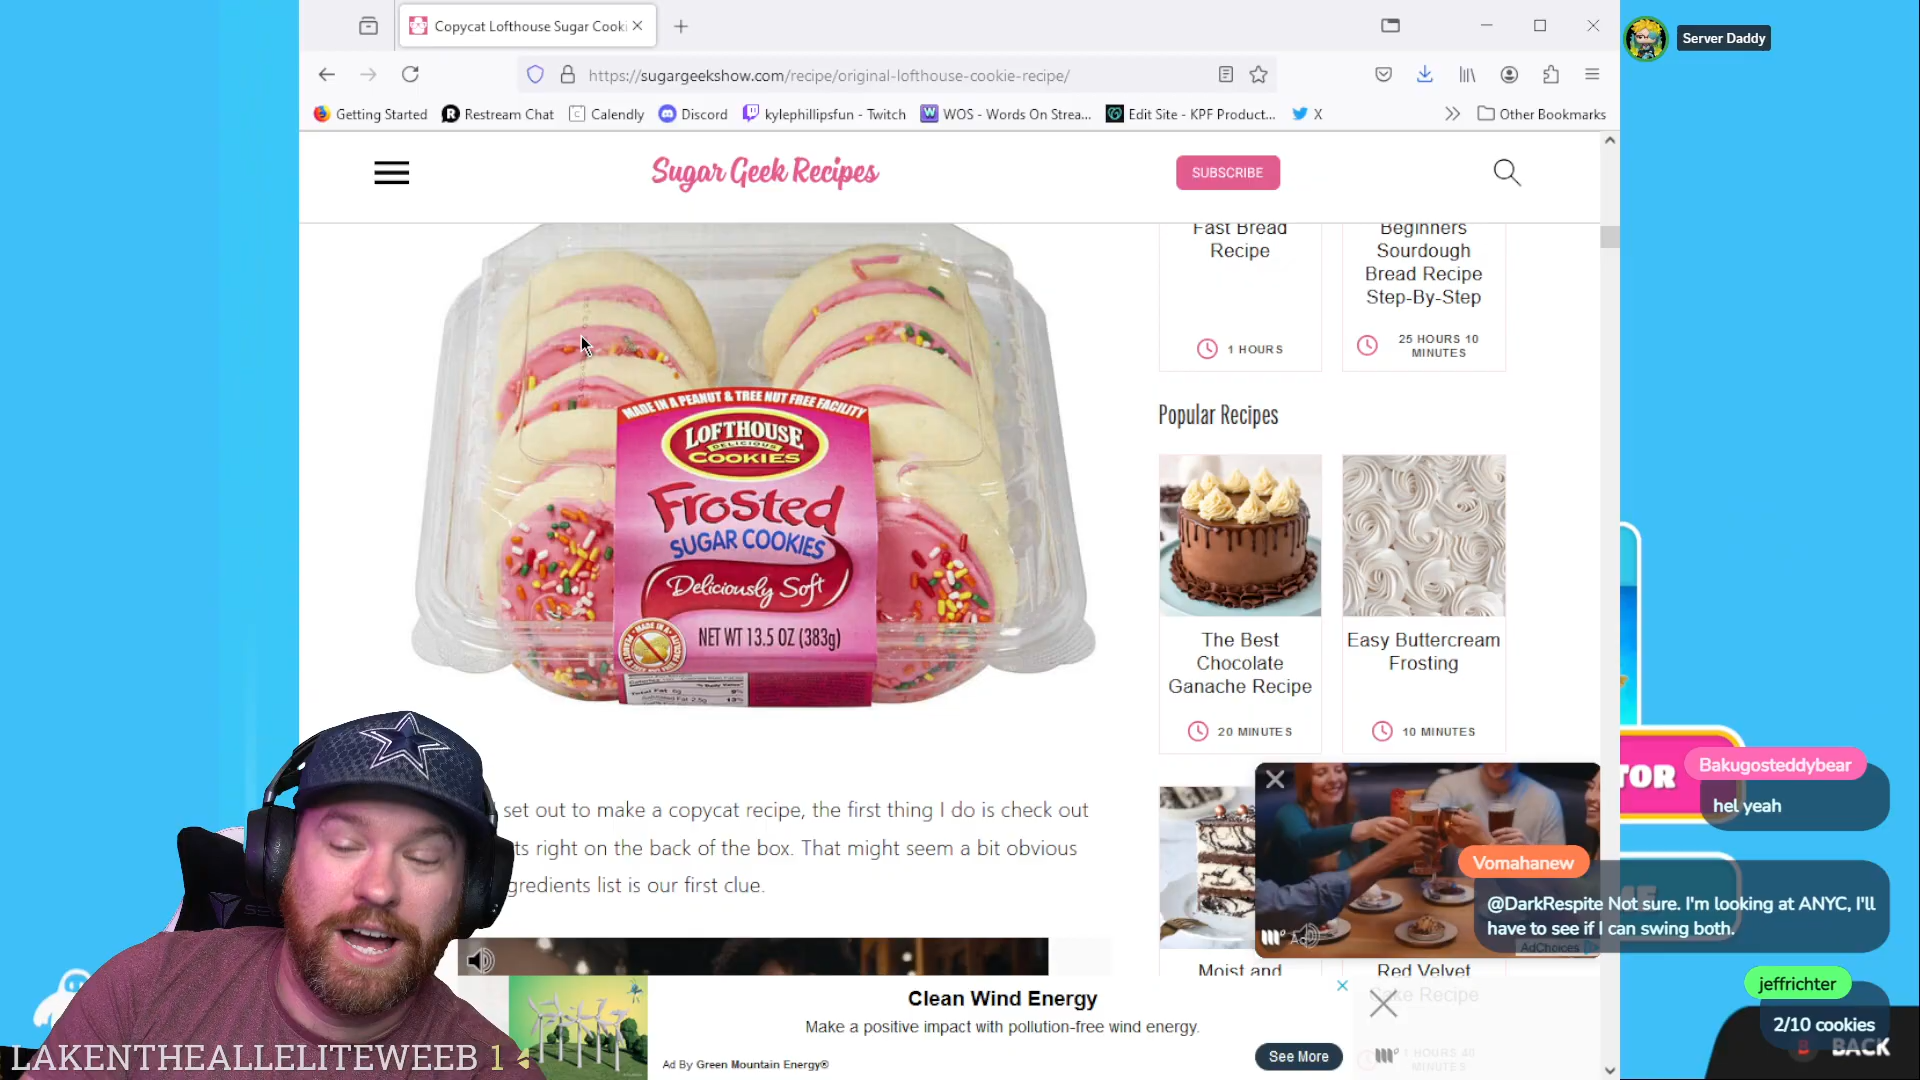 Copycat Lofthouse Sugar Cooki
Server Daddy
https://sugargeekshow.com/recipe/original-lofthouse-cookie-recipe/
Getting Started
Restream Chat
Calendly
Discord
kylephillipsfun - Twitch
WOS - Words On Strea...
Edit Site - KPF Product...
X
Other Bookmarks
Sugar Geek Recipes
SUBSCRIBE
Fast Bread
Recipe
1 HOURS
Beginners
Sourdough
Bread Recipe
Step-By-Step
25 HOURS 10
MINUTES
MADE IN A PEANUT & TREE NUT FREE FACILITY
LOFTHOUSE
DELICIOUS
COOKIES
Frosted
SUGAR COOKIES
Deliciously Soft
NET WT 13.5 OZ (383g)
Popular Recipes
The Best
Chocolate
Ganache Recipe
20 MINUTES
Easy Buttercream
Frosting
10 MINUTES
set out to make a copycat recipe, the first thing I do is check out
ts right on the back of the box. That might seem a bit obvious
gredients list is our first clue.
Moist and
Red Velvet
Cake Recipe
1 HOURS 40
MINUTES
AdChoices
Clean Wind Energy
Make a positive impact with pollution-free wind energy.
Ad By Green Mountain Energy®
See More
TOR
Bakugosteddybear
hel yeah
Vomahanew
@DarkRespite Not sure. I'm looking at ANYC, I'll
have to see if I can swing both.
jeffrichter
2/10 cookies
B BACK
LAKENTHEALLELITEWEEB 1